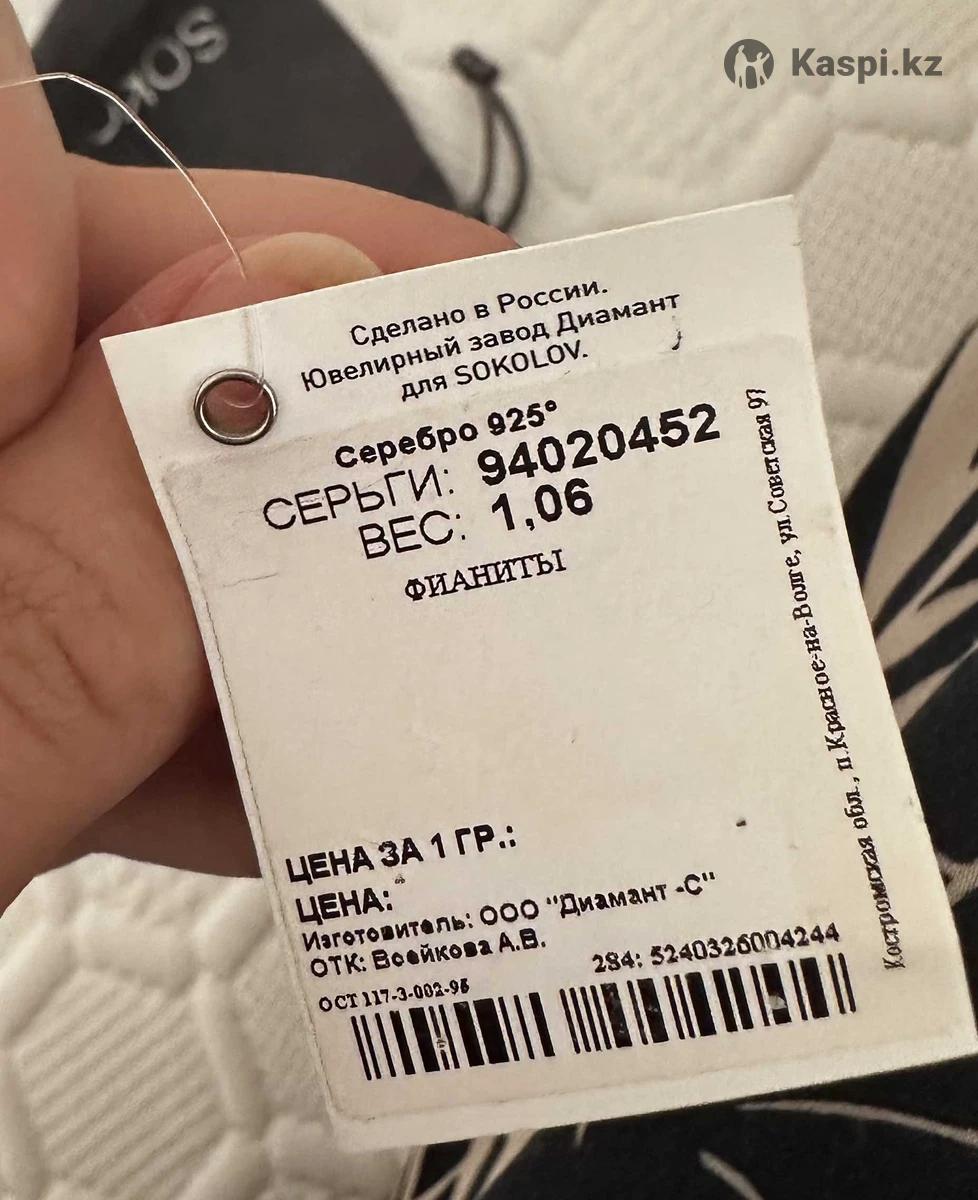 Kaspi.kz
SOK
Сделано в России.
Ювелирный завод Диамант
для SOKOLOV.
Серебро 925°
СЕРЬГИ: 94020452
ВЕС: 1,06
ФИАНИТЫ
ЦЕНА ЗА 1 ГР.:
ЦЕНА:
Изготовитель: ООО "Диамант -С"
ОТК: Воейкова А.В.
284: 5240326004244
ОСТ 117-3-002-95
Костромская обл., п.Красное-на-Волге, ул.Советская 97